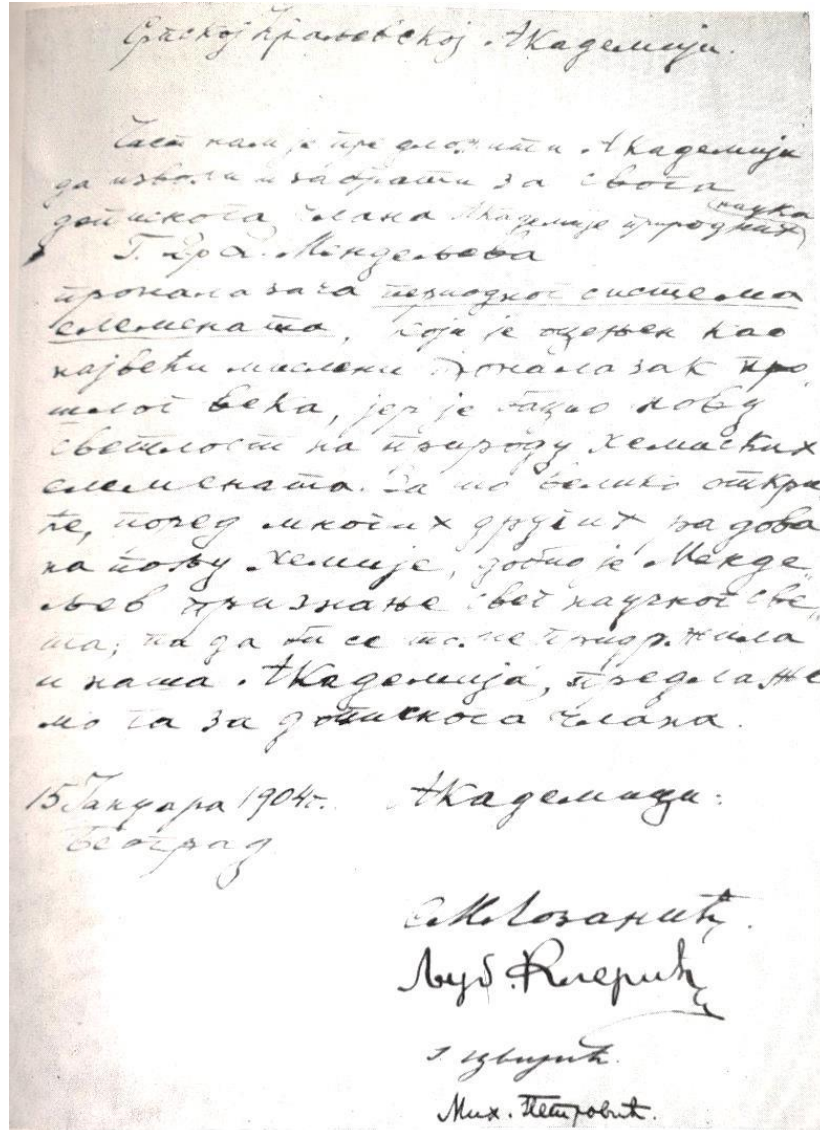 Српској Краљевској Академији.
Част нам је предложити Академији
да изволи изабрати за свога
дописнога члана Академије природних наука
Г. Др Д. Мендељева
проналазача периодног система
елемената, који је оцењен као
највећи мислени проналазак про„
шлог века, јер је бацио нову
светлост на природу хемиских
елемената. За то велико откри„
ће, поред многих других радова
на пољу хемије, добио је Менде„
љев признање свег научног све„
та; па да би се томе придржила
и наша Академија, предлаже„
мо га за дописнога члана.
15 Јануара 1904 г. Академици:
Београд
С. М. Лозанић.
Љуб. Клерић
Ј. Цвијић.
Мих. Петровић.